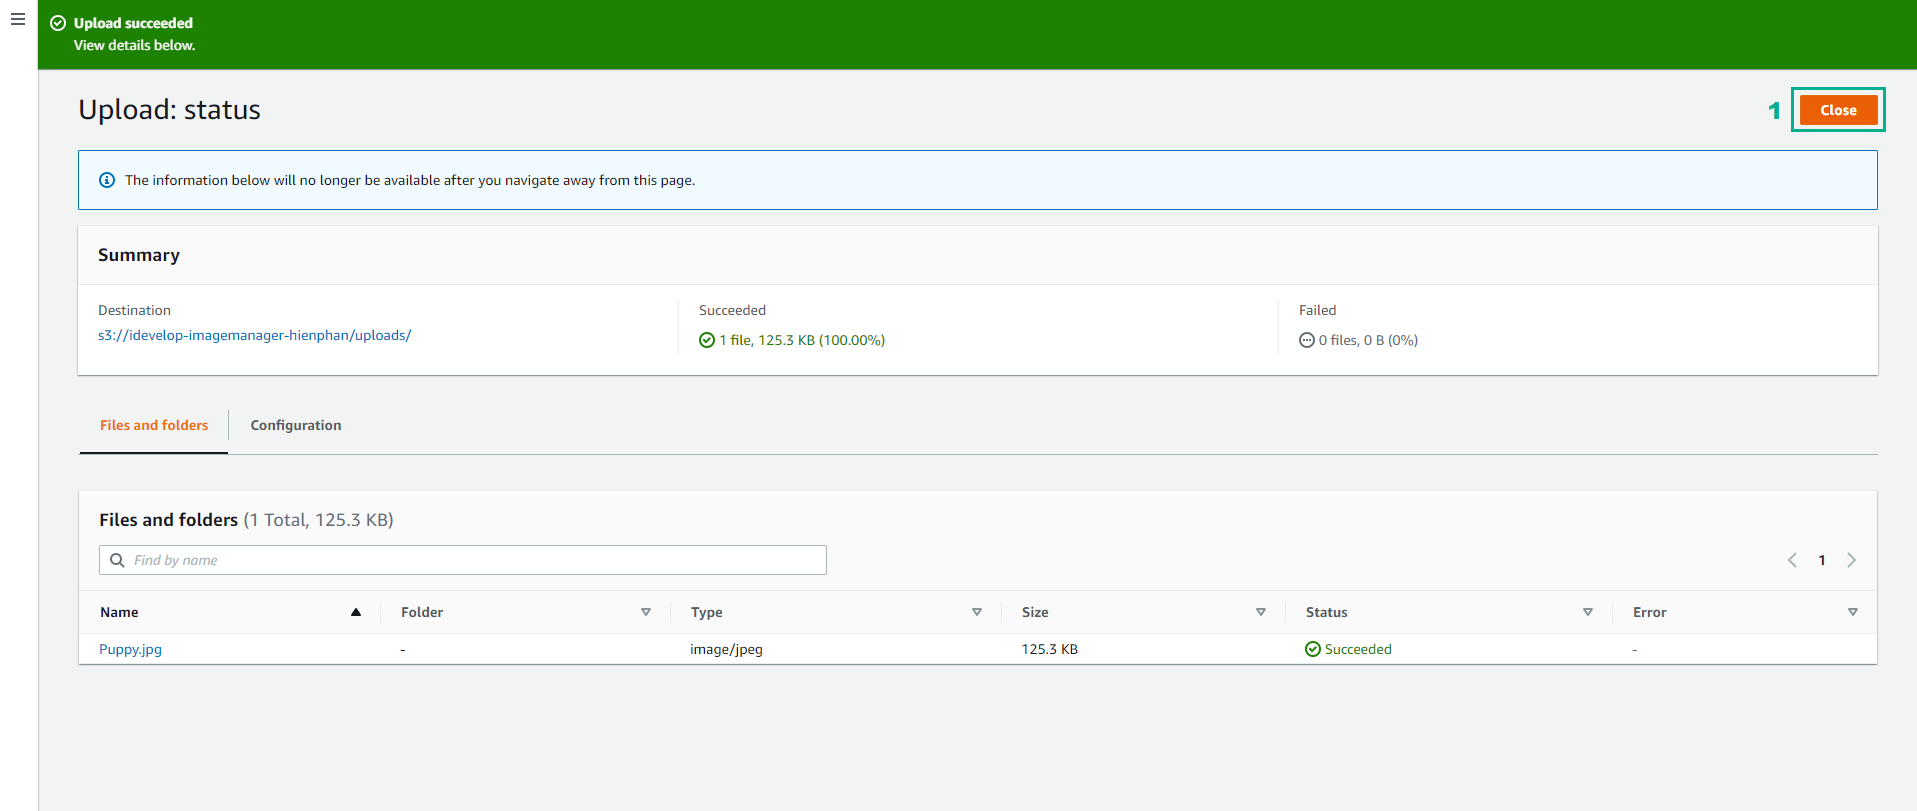 Upload succeeded
View details below.
Upload: status
1 Close
The information below will no longer be available after you navigate away from this page.
Summary
Destination Succeeded Failed
s3://idevelop-imagemanager-hienphan/uploads/ 1 file, 125.3 KB (100.00%) 0 files, 0 B (0%)
Files and folders Configuration
Files and folders (1 Total, 125.3 KB)
Find by name 1
Name Folder Type Size Status Error
Puppy.jpg - image/jpeg 125.3 KB Succeeded -